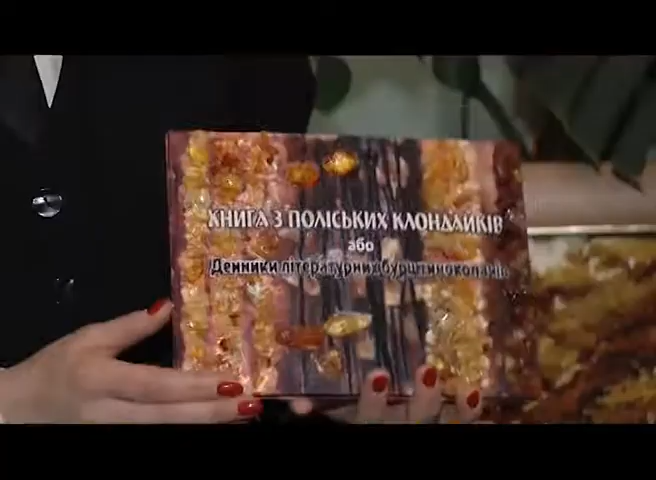 КНИГА З ПОЛІСЬКИХ КЛОНДАЙКІВ
або
Денники літературних бурштинокопачів